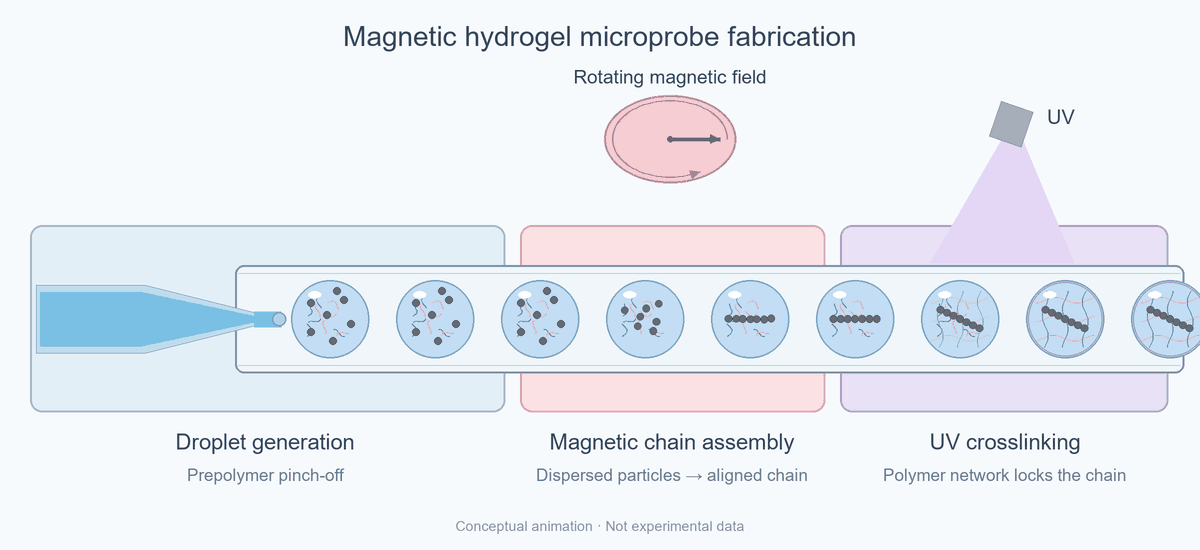 Magnetic hydrogel microprobe fabrication
Rotating magnetic field
UV
Droplet generation
Prepolymer pinch-off
Magnetic chain assembly
Dispersed particles → aligned chain
UV crosslinking
Polymer network locks the chain
Conceptual animation · Not experimental data